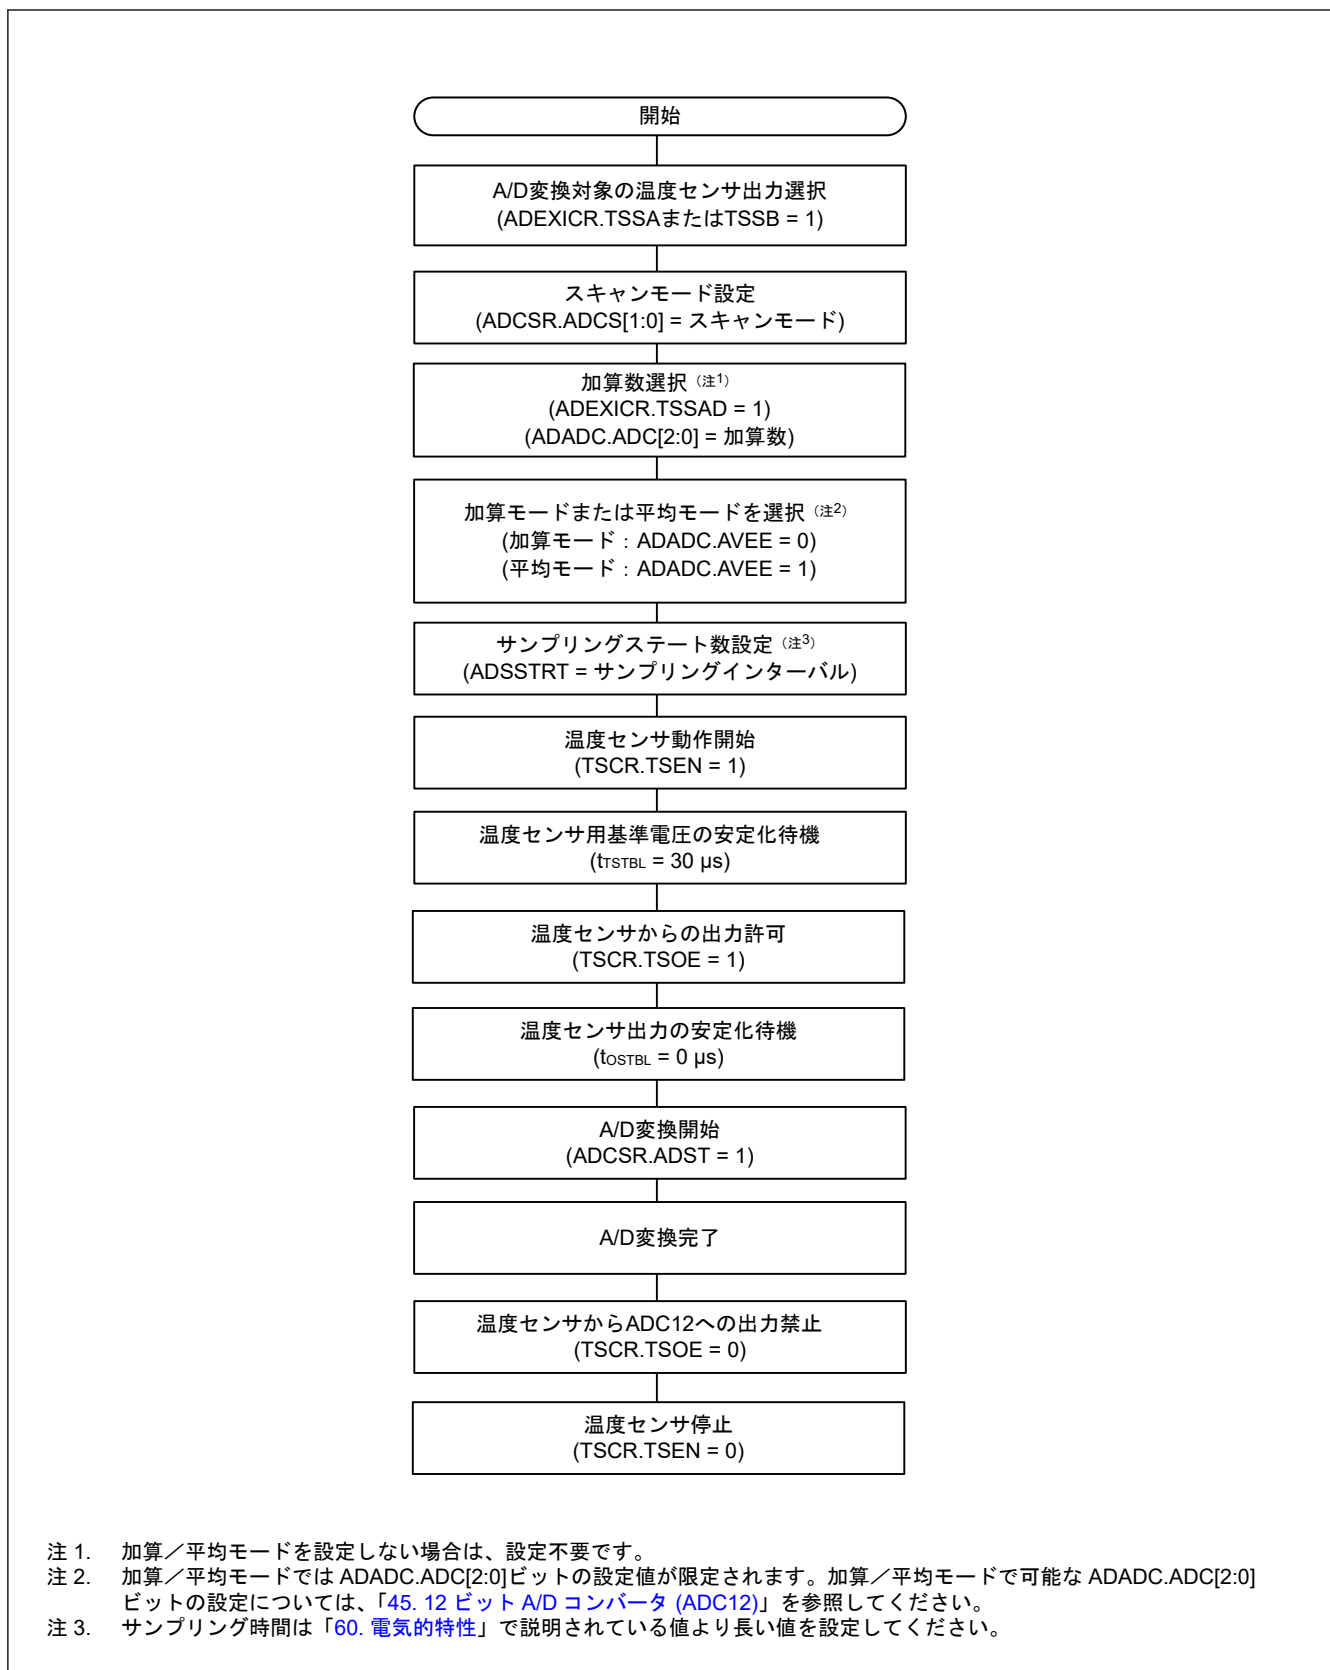 開始
A/D変換対象の温度センサ出力選択
(ADEXICR.TSSAまたはTSSB = 1)
スキャンモード設定
(ADCSR.ADCS[1:0] = スキャンモード)
加算数選択（注1）
(ADEXICR.TSSAD = 1)
(ADADC.ADC[2:0] = 加算数)
加算モードまたは平均モードを選択（注2）
(加算モード：ADADC.AVEE = 0)
(平均モード：ADADC.AVEE = 1)
サンプリングステート数設定（注3）
(ADSSTRT = サンプリングインターバル)
温度センサ動作開始
(TSCR.TSEN = 1)
温度センサ用基準電圧の安定化待機
(tTSTBL = 30 µs)
温度センサからの出力許可
(TSCR.TSOE = 1)
温度センサ出力の安定化待機
(tOSTBL = 0 µs)
A/D変換開始
(ADCSR.ADST = 1)
A/D変換完了
温度センサからADC12への出力禁止
(TSCR.TSOE = 0)
温度センサ停止
(TSCR.TSEN = 0)
注 1. 加算／平均モードを設定しない場合は、設定不要です。
注 2. 加算／平均モードでは ADADC.ADC[2:0]ビットの設定値が限定されます。加算／平均モードで可能な ADADC.ADC[2:0]
ビットの設定については、「45. 12 ビット A/D コンバータ (ADC12)」を参照してください。
注 3. サンプリング時間は「60. 電気的特性」で説明されている値より長い値を設定してください。